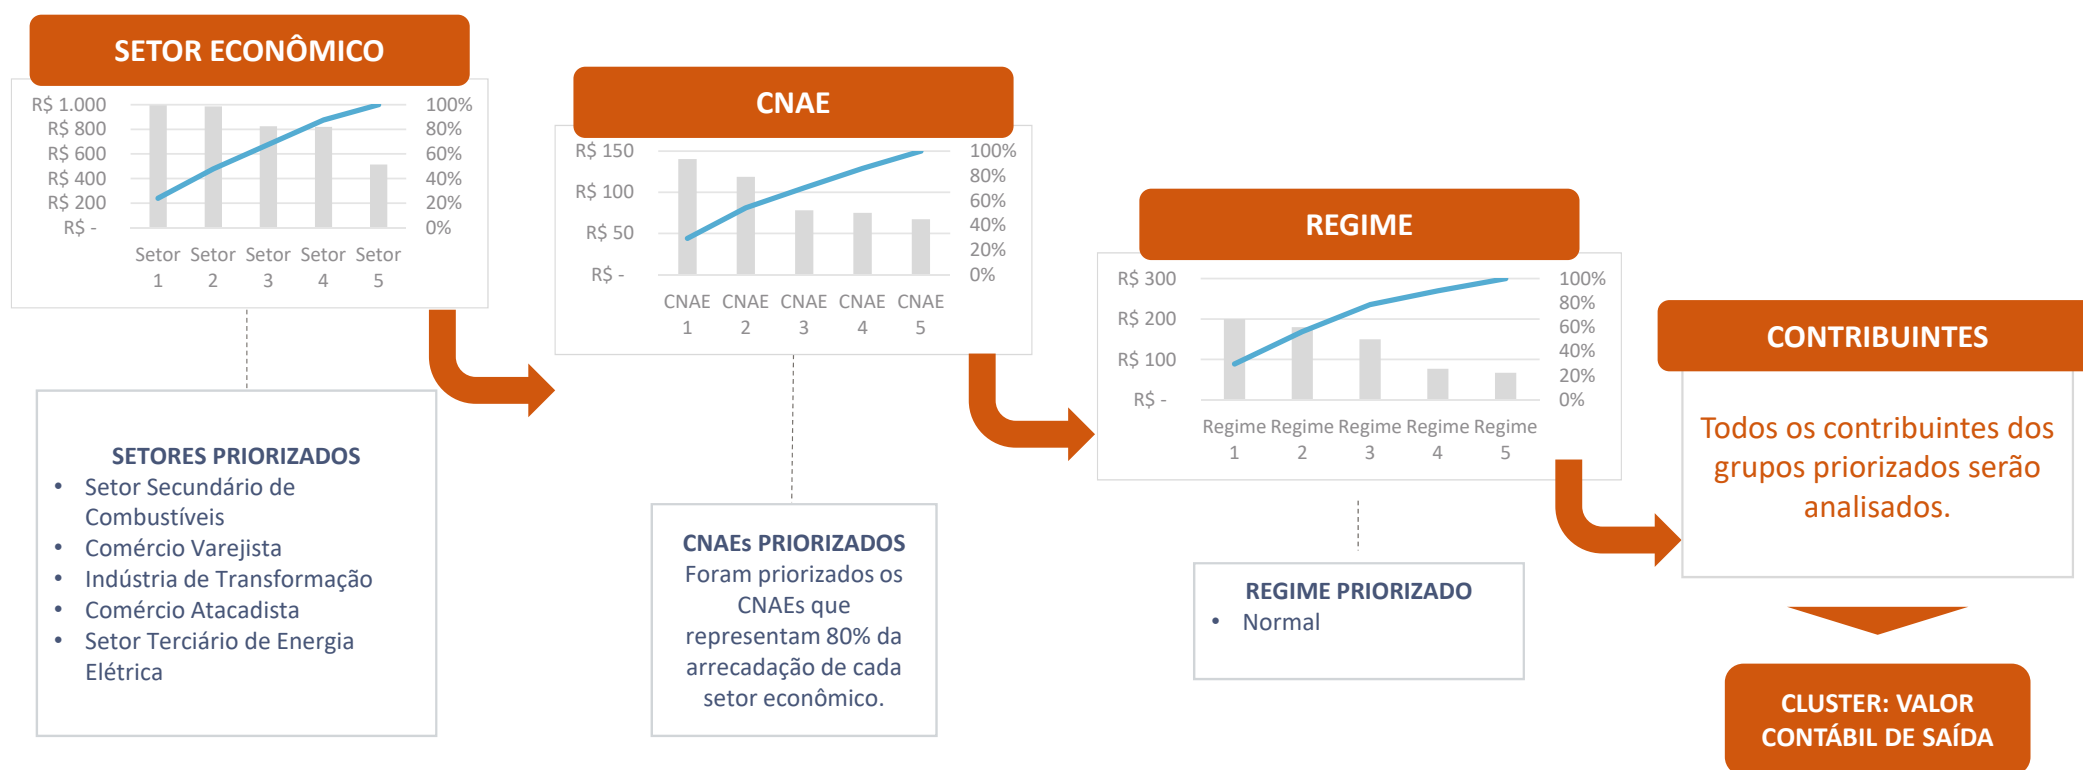 SETOR ECONÔMICO
R$ 1.000
R$ 800
R$ 600
R$ 400
R$ 200
R$ -
100%
80%
60%
40%
20%
0%
Setor Setor Setor Setor Setor
1 2 3 4 5
SETORES PRIORIZADOS
• Setor Secundário de
Combustíveis
• Comércio Varejista
• Indústria de Transformação
• Comércio Atacadista
• Setor Terciário de Energia
Elétrica
CNAE
R$ 150
R$ 100
R$ 50
R$ -
100%
80%
60%
40%
20%
0%
CNAE CNAE CNAE CNAE CNAE
1 2 3 4 5
CNAEs PRIORIZADOS
Foram priorizados os
CNAEs que
representam 80% da
arrecadação de cada
setor econômico.
REGIME
R$ 300
R$ 200
R$ 100
R$ -
100%
80%
60%
40%
20%
0%
Regime Regime Regime Regime Regime
1 2 3 4 5
REGIME PRIORIZADO
• Normal
CONTRIBUINTES
Todos os contribuintes dos
grupos priorizados serão
analisados.
CLUSTER: VALOR
CONTÁBIL DE SAÍDA